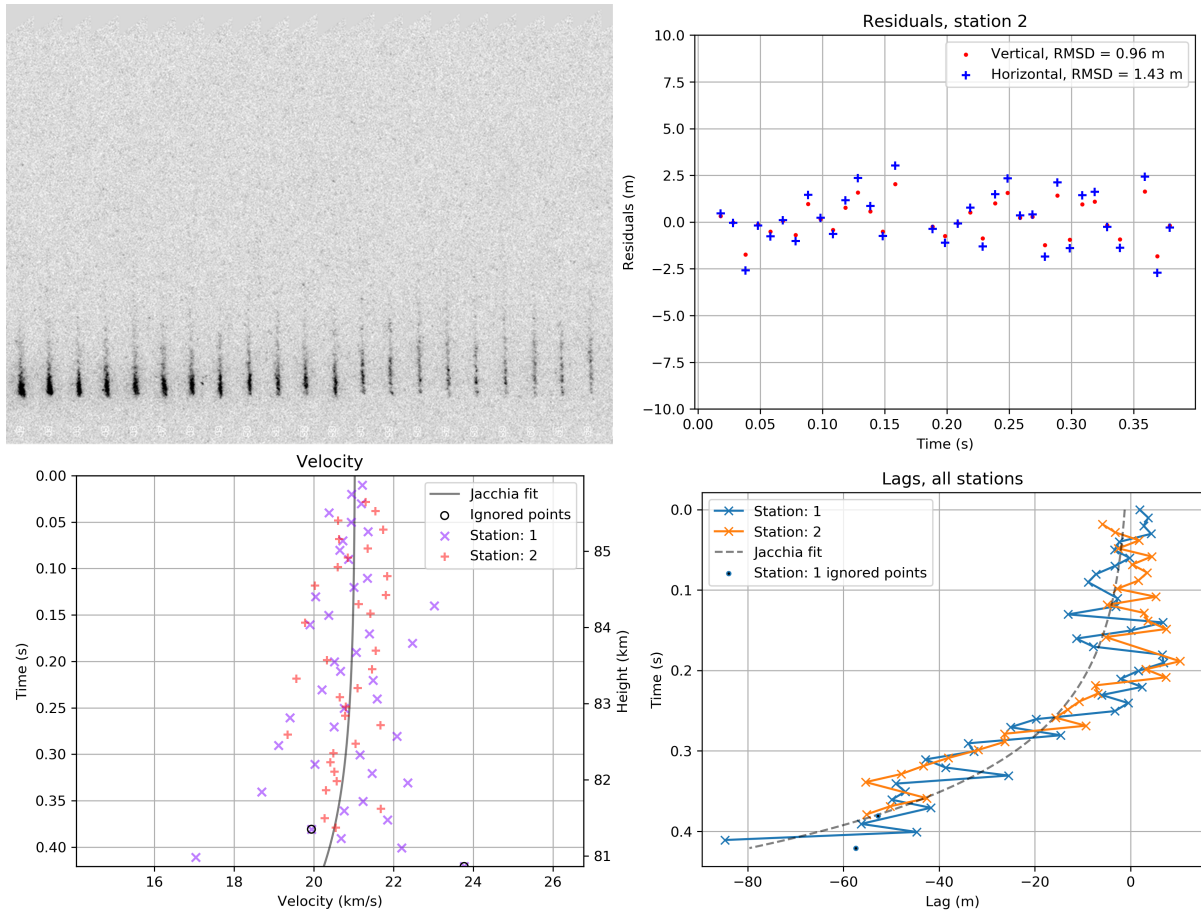 Residuals, station 2
10.0
7.5
5.0
2.5
0.0
−2.5
−5.0
−7.5
−10.0
Residuals (m)
Vertical, RMSD = 0.96 m
Horizontal, RMSD = 1.43 m
0.00 0.05 0.10 0.15 0.20 0.25 0.30 0.35
Time (s)
Velocity
0.00
0.05
0.10
0.15
0.20
0.25
0.30
0.35
0.40
Time (s)
Jacchia fit
Ignored points
Station: 1
Station: 2
85
84
83
82
81
Height (km)
16 18 20 22 24 26
Velocity (km/s)
Lags, all stations
0.0
0.1
0.2
0.3
0.4
Time (s)
Station: 1
Station: 2
Jacchia fit
Station: 1 ignored points
−80 −60 −40 −20 0
Lag (m)